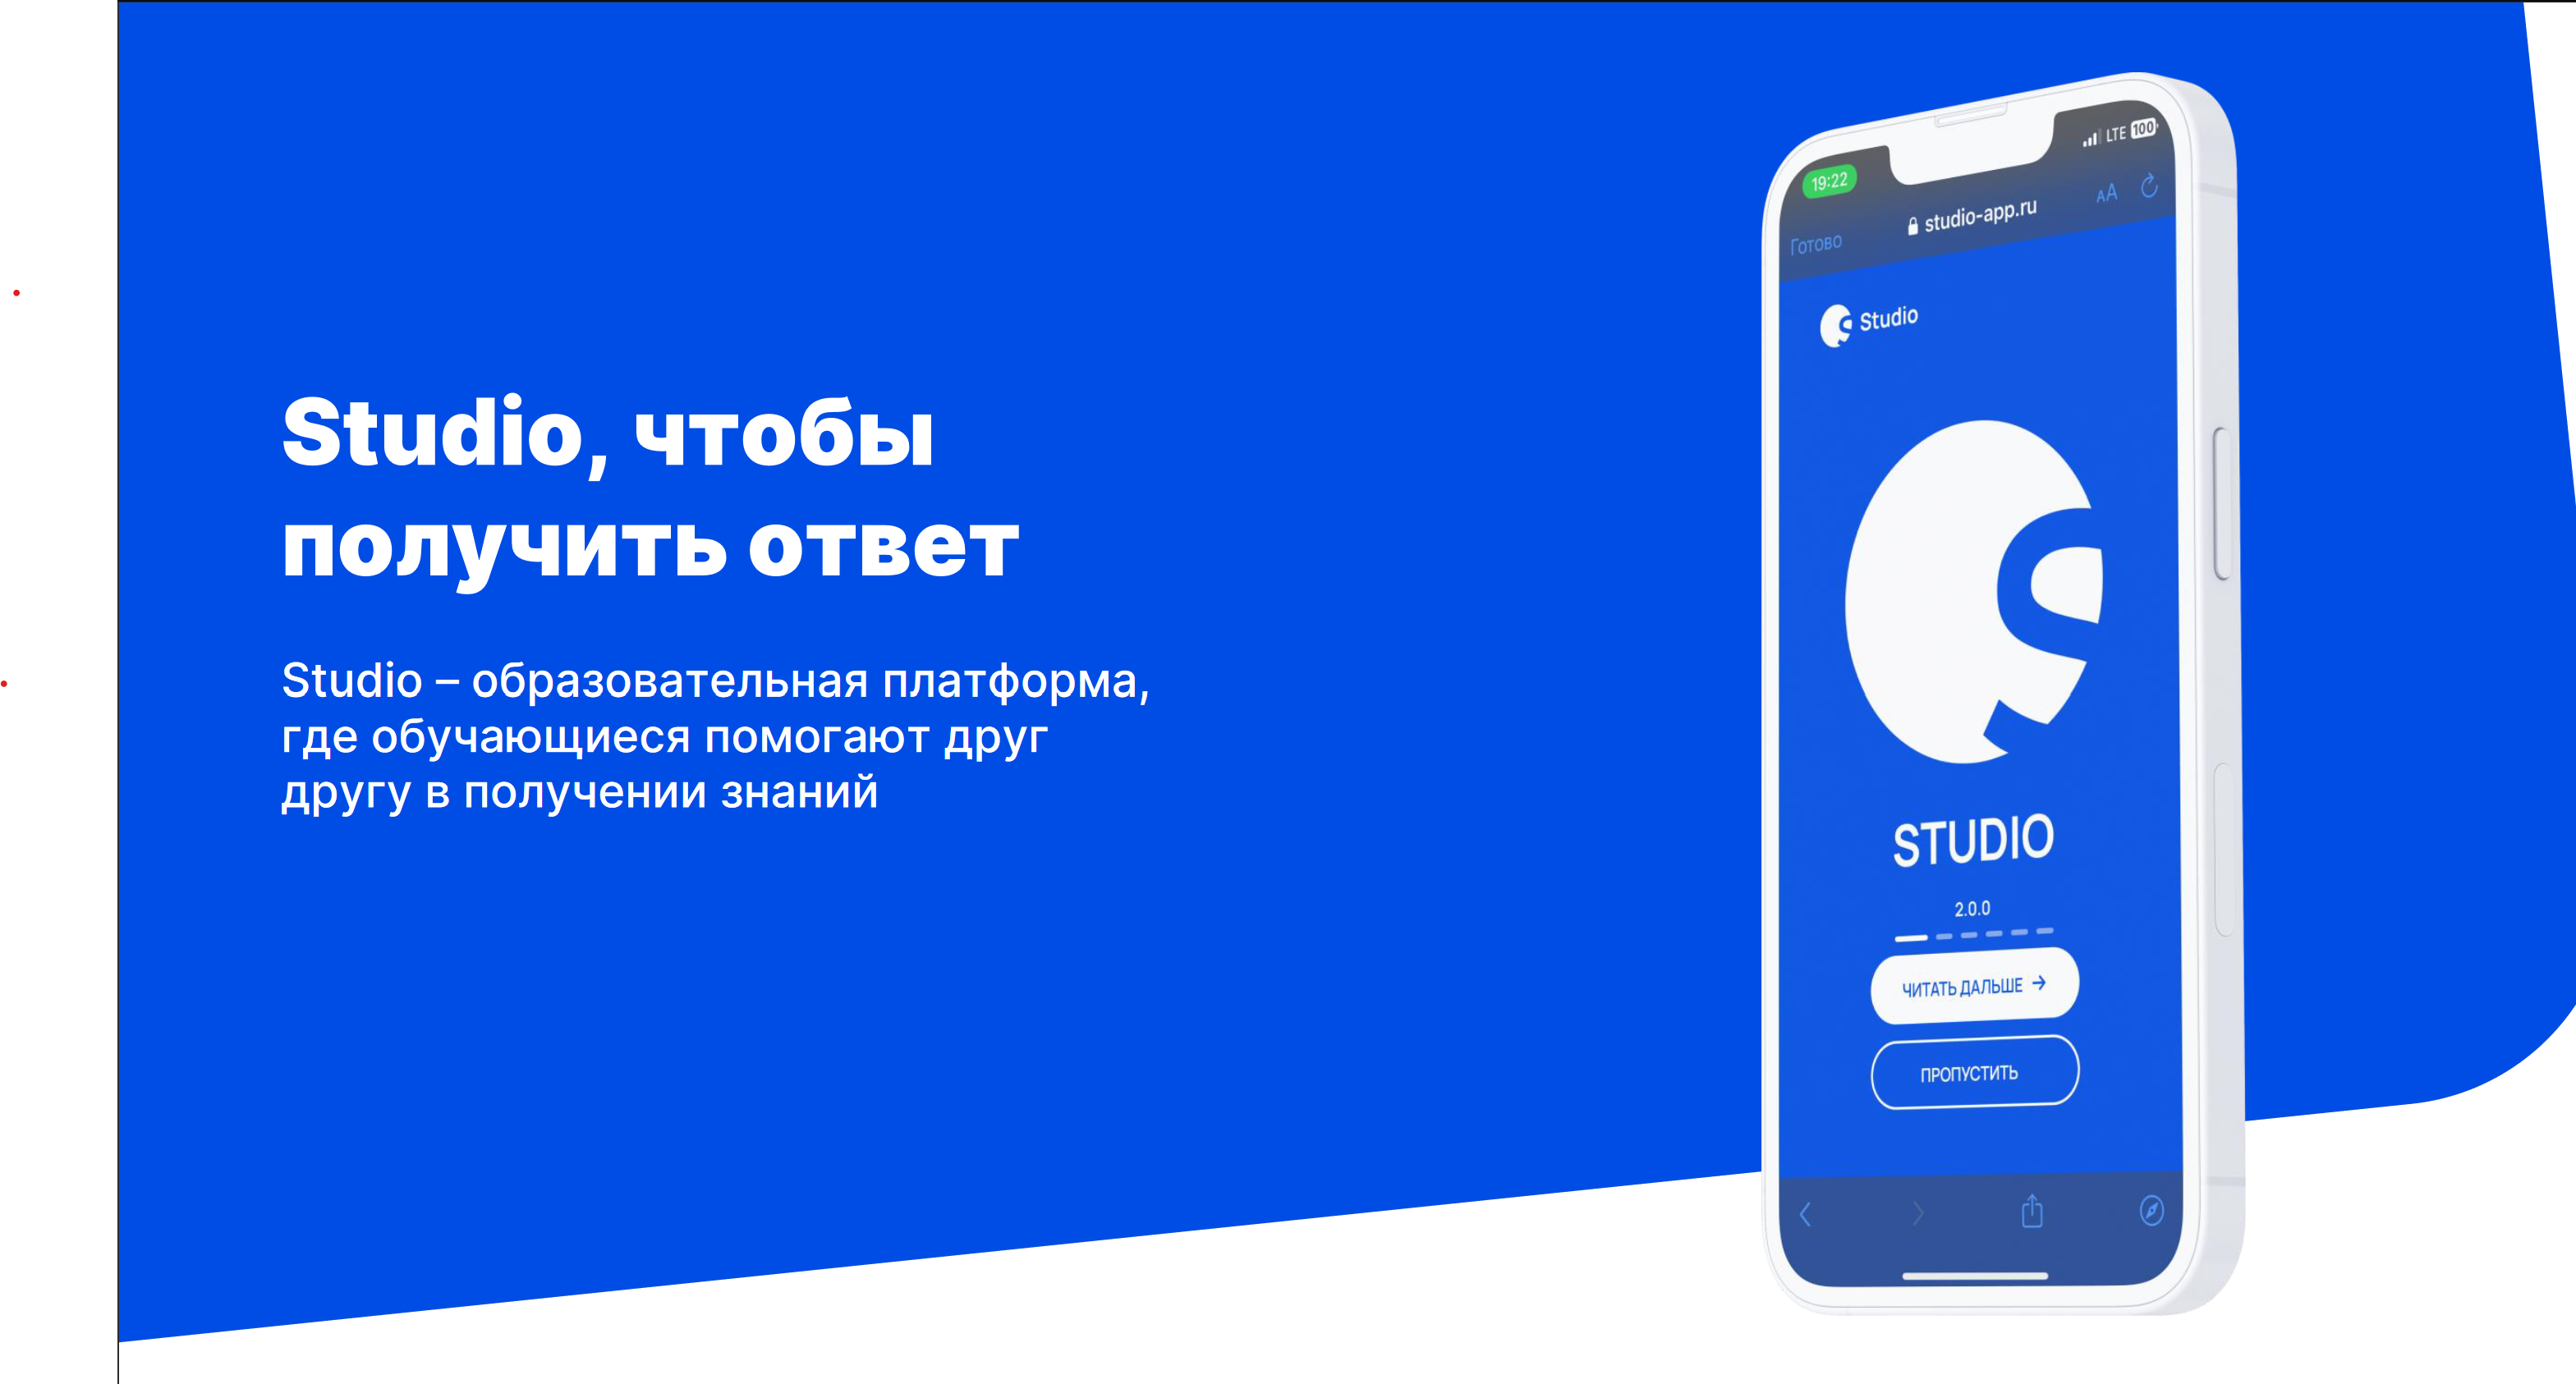 Studio, чтобы
получить ответ
Studio – образовательная платформа,
где обучающиеся помогают друг
другу в получении знаний
19:22
LTE 100
Готово
studio-app.ru
AA
Studio
STUDIO
2.0.0
ЧИТАТЬ ДАЛЬШЕ →
ПРОПУСТИТЬ